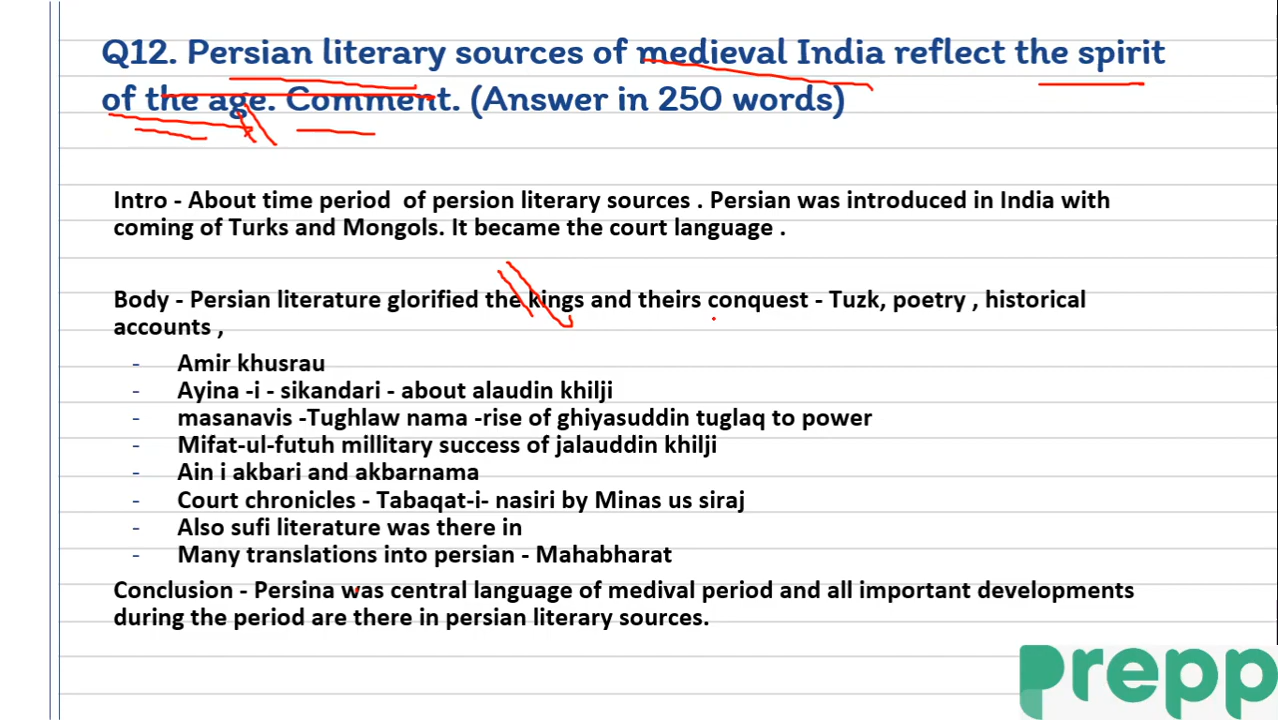 Q12. Persian literary sources of medieval India reflect the spirit
of the age. Comment. (Answer in 250 words)
Intro - About time period of persion literary sources . Persian was introduced in India with
coming of Turks and Mongols. It became the court language .
Body - Persian literature glorified the kings and theirs conquest - Tuzk, poetry , historical
accounts ,
- Amir khusrau
- Ayina -i - sikandari - about alaudin khilji
- masanavis -Tughlaw nama -rise of ghiyasuddin tuglaq to power
- Mifat-ul-futuh millitary success of jalauddin khilji
- Ain i akbari and akbarnama
- Court chronicles - Tabaqat-i- nasiri by Minas us siraj
- Also sufi literature was there in
- Many translations into persian - Mahabharat
Conclusion - Persina was central language of medival period and all important developments
during the period are there in persian literary sources.
prepp